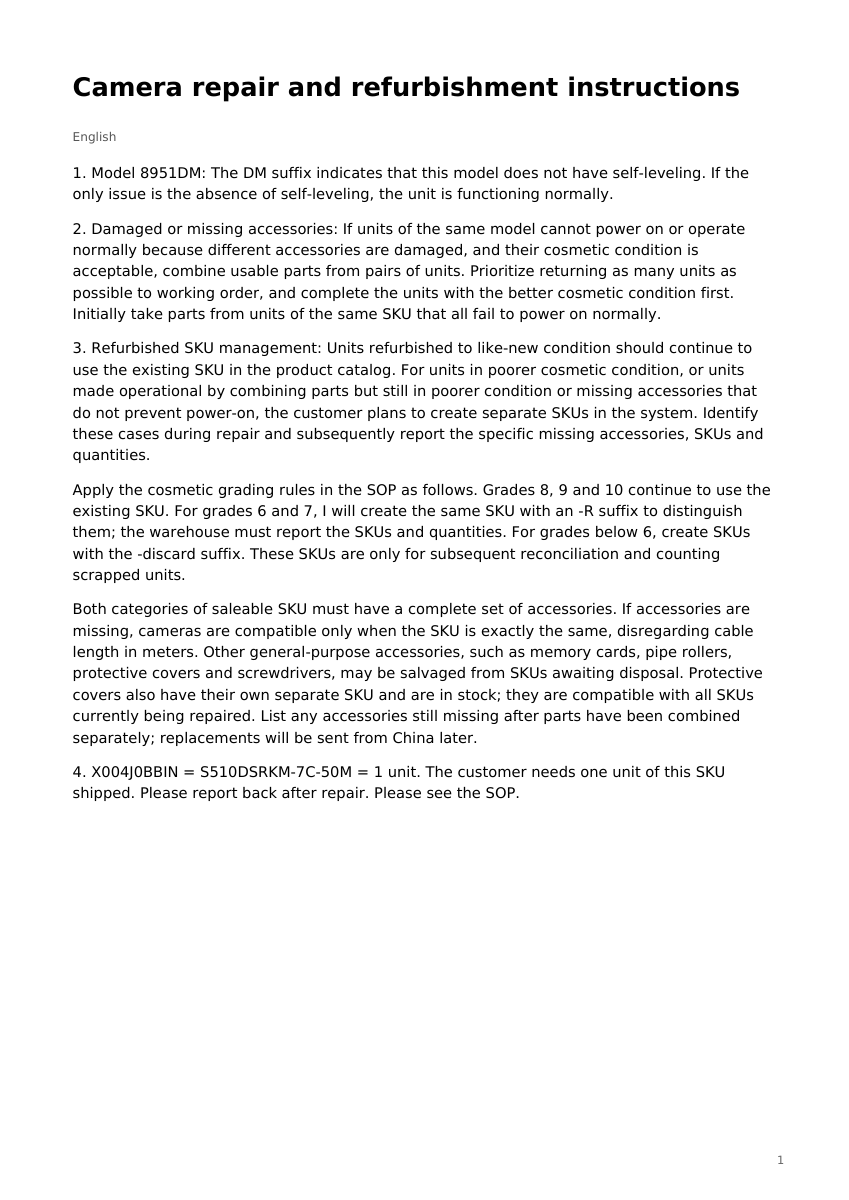 Camera repair and refurbishment instructions
English
1. Model 8951DM: The DM suffix indicates that this model does not have self-leveling. If the
only issue is the absence of self-leveling, the unit is functioning normally.
2. Damaged or missing accessories: If units of the same model cannot power on or operate
normally because different accessories are damaged, and their cosmetic condition is
acceptable, combine usable parts from pairs of units. Prioritize returning as many units as
possible to working order, and complete the units with the better cosmetic condition first.
Initially take parts from units of the same SKU that all fail to power on normally.
3. Refurbished SKU management: Units refurbished to like-new condition should continue to
use the existing SKU in the product catalog. For units in poorer cosmetic condition, or units
made operational by combining parts but still in poorer condition or missing accessories that
do not prevent power-on, the customer plans to create separate SKUs in the system. Identify
these cases during repair and subsequently report the specific missing accessories, SKUs and
quantities.
Apply the cosmetic grading rules in the SOP as follows. Grades 8, 9 and 10 continue to use the
existing SKU. For grades 6 and 7, I will create the same SKU with an -R suffix to distinguish
them; the warehouse must report the SKUs and quantities. For grades below 6, create SKUs
with the -discard suffix. These SKUs are only for subsequent reconciliation and counting
scrapped units.
Both categories of saleable SKU must have a complete set of accessories. If accessories are
missing, cameras are compatible only when the SKU is exactly the same, disregarding cable
length in meters. Other general-purpose accessories, such as memory cards, pipe rollers,
protective covers and screwdrivers, may be salvaged from SKUs awaiting disposal. Protective
covers also have their own separate SKU and are in stock; they are compatible with all SKUs
currently being repaired. List any accessories still missing after parts have been combined
separately; replacements will be sent from China later.
4. X004J0BBIN = S510DSRKM-7C-50M = 1 unit. The customer needs one unit of this SKU
shipped. Please report back after repair. Please see the SOP.
1